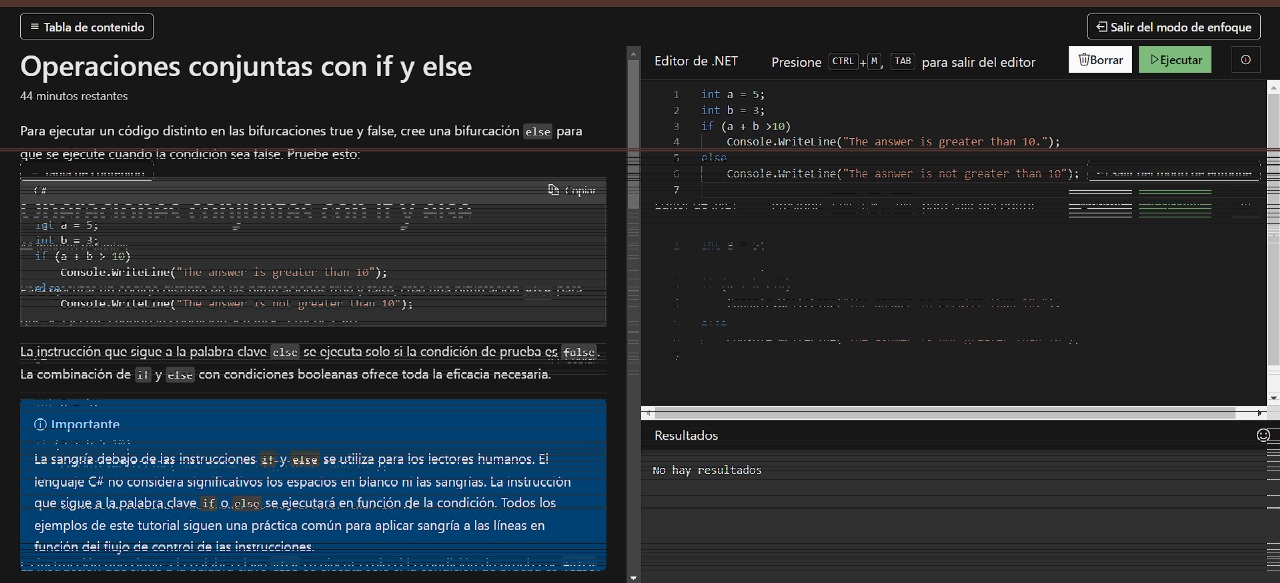 ≡ Tabla de contenido
Salir del modo de enfoque
Operaciones conjuntas con if y else
44 minutos restantes
Para ejecutar un código distinto en las bifurcaciones true y false, cree una bifurcación else para
que se ejecute cuando la condición sea false. Pruebe esto:
C#
Copiar
int a = 5;
int b = 3;
if (a + b > 10)
Console.WriteLine("The answer is greater than 10");
else
Console.WriteLine("The answer is not greater than 10");
La instrucción que sigue a la palabra clave else se ejecuta solo si la condición de prueba es false.
La combinación de if y else con condiciones booleanas ofrece toda la eficacia necesaria.
Importante
La sangría debajo de las instrucciones if y else se utiliza para los lectores humanos. El
lenguaje C# no considera significativos los espacios en blanco ni las sangrías. La instrucción
que sigue a la palabra clave if o else se ejecutará en función de la condición. Todos los
ejemplos de este tutorial siguen una práctica común para aplicar sangría a las líneas en
función del flujo de control de las instrucciones.
Editor de .NET
Presione CTRL+M, TAB para salir del editor
Borrar
Ejecutar
1 int a = 5;
2 int b = 3;
3 if (a + b >10)
4 Console.WriteLine("The answer is greater than 10.");
5 else
6 Console.WriteLine("The asnwer is not greater than 10");
7
Resultados
No hay resultados